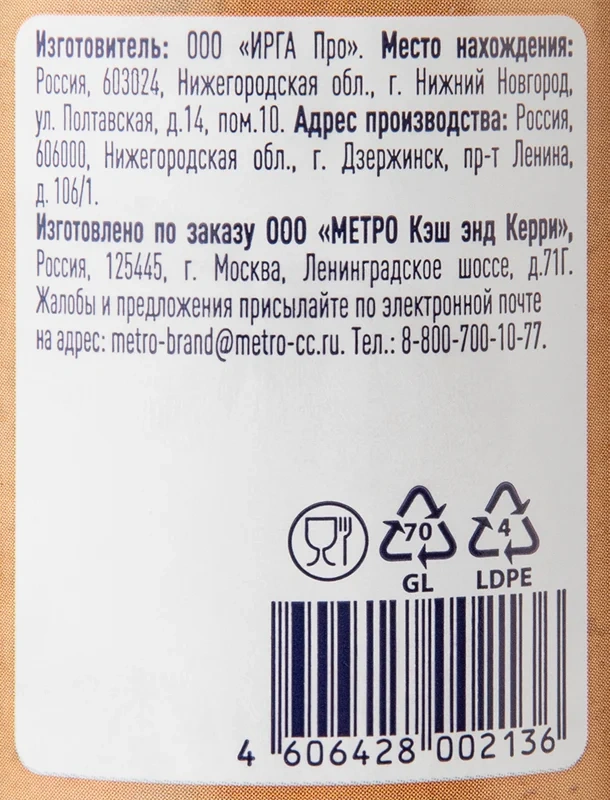 Изготовитель: ООО «ИРГА Про». Место нахождения:
Россия, 603024, Нижегородская обл., г. Нижний Новгород,
ул. Полтавская, д.14, пом.10. Адрес производства: Россия,
606000, Нижегородская обл., г. Дзержинск, пр-т Ленина,
д. 106/1.
Изготовлено по заказу ООО «МЕТРО Кэш энд Керри»,
Россия, 125445, г. Москва, Ленинградское шоссе, д.71Г.
Жалобы и предложения присылайте по электронной почте
на адрес: metro-brand@metro-cc.ru. Тел.: 8-800-700-10-77.
70 4
GL LDPE
4 606428 002136